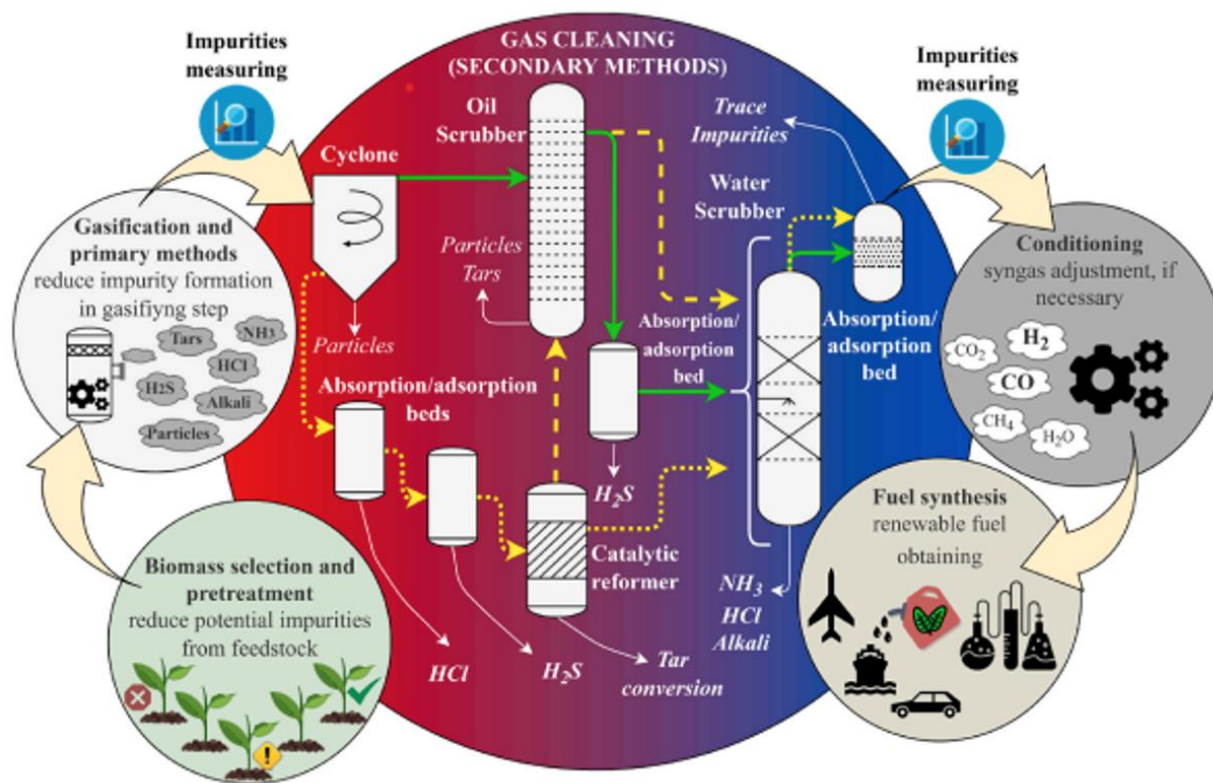 Impurities
measuring
GAS CLEANING
(SECONDARY METHODS)
Impurities
measuring
Oil
Scrubber
Trace
Impurities
Cyclone
Water
Scrubber
Gasification and
primary methods
reduce impurity formation
in gasifiyng step
Tars
NH3
HCl
H2S
Alkali
Particles
Particles
Tars
Particles
Absorption/
adsorption
bed
Absorption/
adsorption
bed
Conditioning
syngas adjustment, if
necessary
CO2
H2
CO
CH4
H2O
Absorption/adsorption
beds
H2S
Catalytic
reformer
NH3
HCl
Alkali
Fuel synthesis
renewable fuel
obtaining
Biomass selection and
pretreatment
reduce potential impurities
from feedstock
HCl
H2S
Tar
conversion